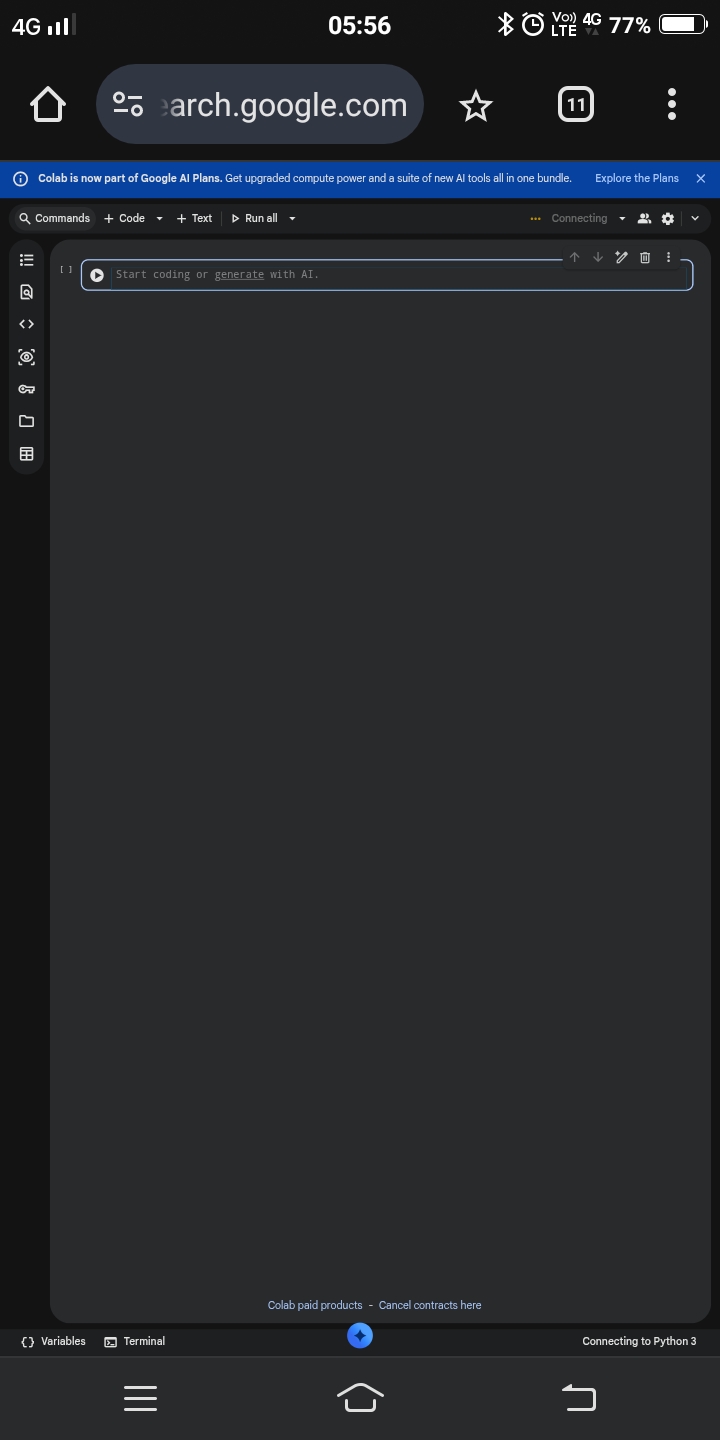 4G 05:56 Vo)) LTE 4G 77%
earch.google.com 11
Colab is now part of Google AI Plans. Get upgraded compute power and a suite of new AI tools all in one bundle. Explore the Plans
Commands + Code + Text Run all Connecting
[ ] Start coding or generate with AI.
Colab paid products - Cancel contracts here
Variables Terminal Connecting to Python 3